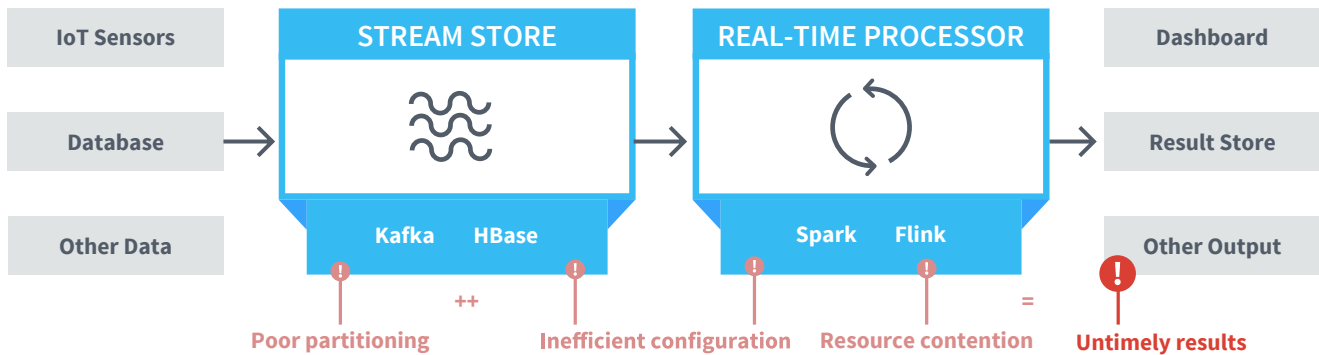 IoT Sensors
Database
Other Data
STREAM STORE
Kafka HBase
REAL-TIME PROCESSOR
Spark Flink
Dashboard
Result Store
Other Output
! ! ! ! !
++ =
Poor partitioning Inefficient configuration Resource contention Untimely results